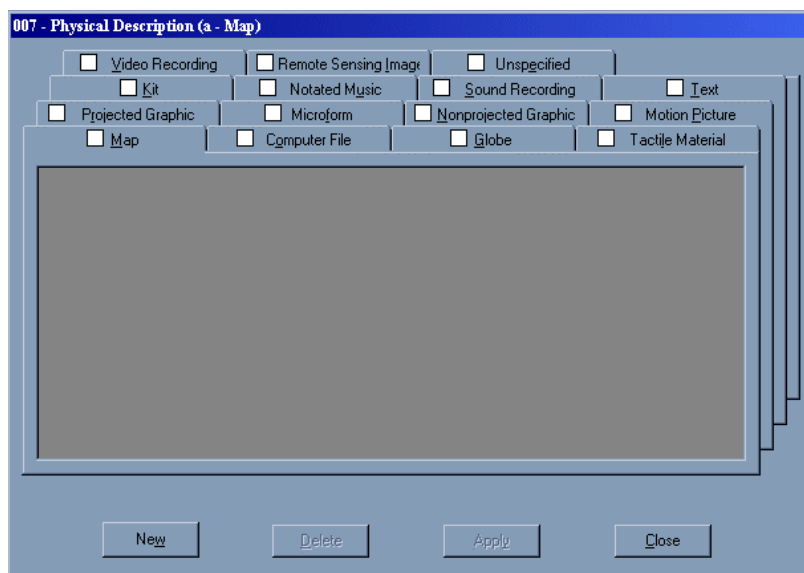 007 - Physical Description (a - Map)
Video Recording Remote Sensing Image Unspecified
Kit Notated Music Sound Recording Text
Projected Graphic Microform Nonprojected Graphic Motion Picture
Map Computer File Globe Tactile Material
New Delete Apply Close